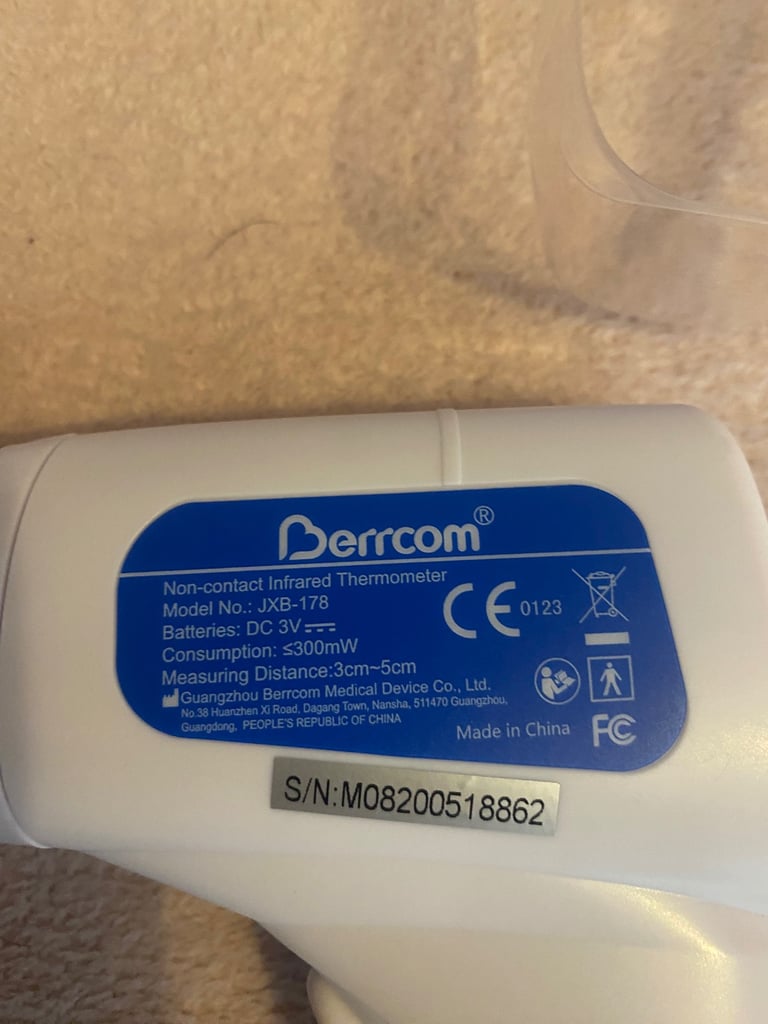 Berrcom®
Non-contact Infrared Thermometer
Model No.: JXB-178
Batteries: DC 3V
Consumption: ≤300mW
Measuring Distance:3cm~5cm
Guangzhou Berrcom Medical Device Co., Ltd.
No.38 Huanzhen Xi Road, Dagang Town, Nansha, 511470 Guangzhou,
Guangdong, PEOPLE'S REPUBLIC OF CHINA
CE 0123
Made in China
FC
S/N:M08200518862